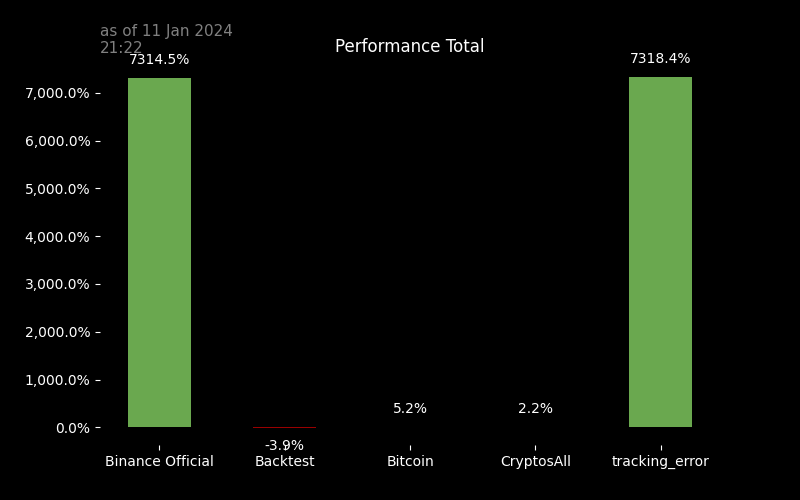 as of 11 Jan 2024
21:22
Performance Total
7314.5%
7318.4%
7,000.0%
6,000.0%
5,000.0%
4,000.0%
3,000.0%
2,000.0%
1,000.0%
5.2%
2.2%
0.0%
-3.9%
Binance Official
Backtest
Bitcoin
CryptosAll
tracking_error